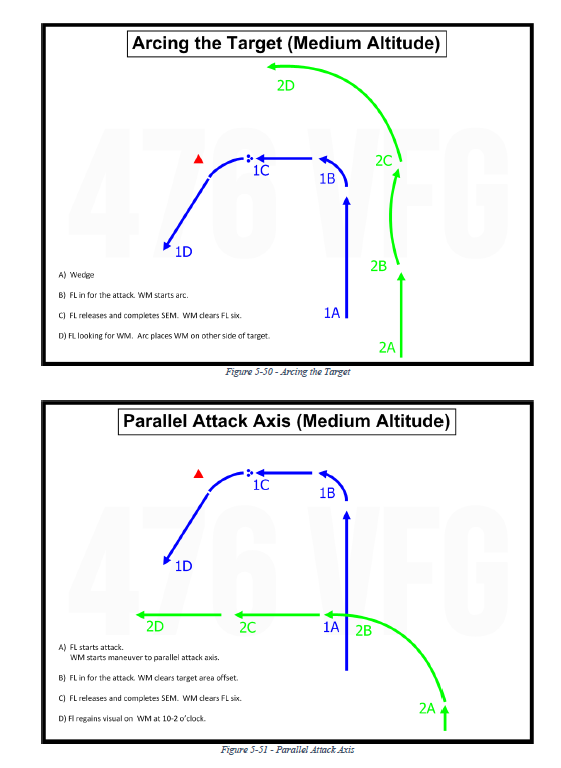 Arcing the Target (Medium Altitude)
2D
2C
1C
1B
1D
2B
1A
2A
476 VFG
A) Wedge
B) FL in for the attack. WM starts arc.
C) FL releases and completes SEM. WM clears FL six.
D) FL looking for WM. Arc places WM on other side of target.
Figure 5-50 - Arcing the Target
Parallel Attack Axis (Medium Altitude)
1C
1B
1D
476 VFG
2D
2C
1A
2B
2A
A) FL starts attack.
WM starts maneuver to parallel attack axis.
B) FL in for the attack. WM clears target area offset.
C) FL releases and completes SEM. WM clears FL six.
D) Fl regains visual on WM at 10-2 o'clock.
Figure 5-51 - Parallel Attack Axis